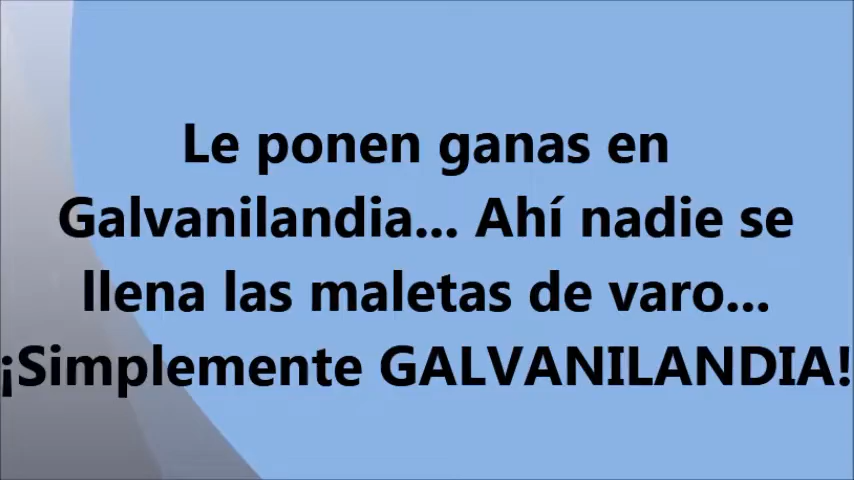 Le ponen ganas en
Galvanilandia... Ahí nadie se
llena las maletas de varo...
¡Simplemente GALVANILANDIA!